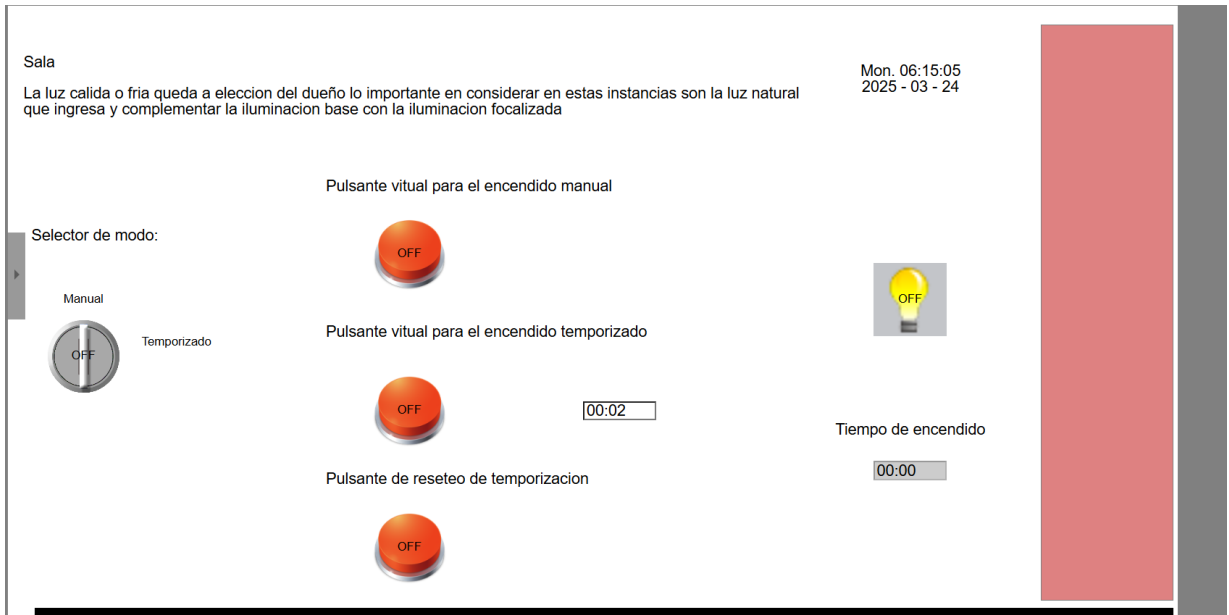 Sala
Mon. 06:15:05
2025 - 03 - 24
La luz calida o fria queda a eleccion del dueño lo importante en considerar en estas instancias son la luz natural
que ingresa y complementar la iluminacion base con la iluminacion focalizada
Pulsante vitual para el encendido manual
Selector de modo:
OFF
Manual
OFF
Pulsante vitual para el encendido temporizado
Temporizado
OFF
OFF
00:02
Tiempo de encendido
00:00
Pulsante de reseteo de temporizacion
OFF